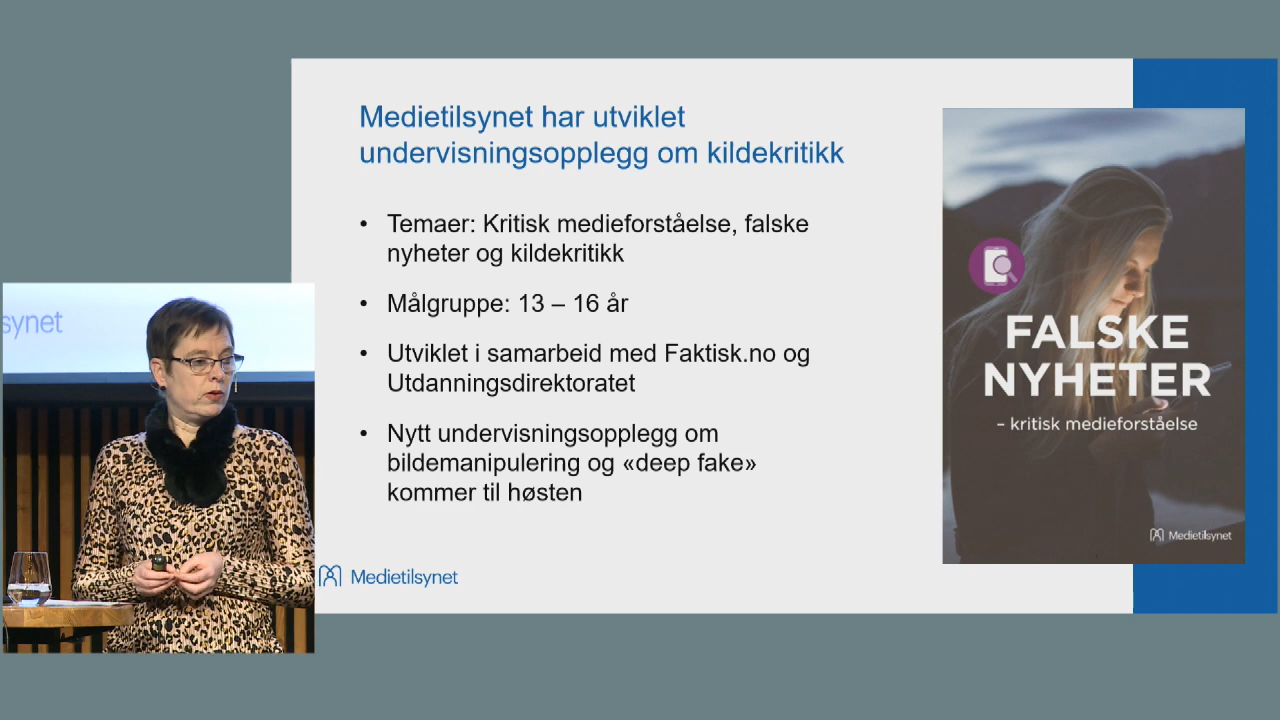 Medietilsynet har utviklet
undervisningsopplegg om kildekritikk
• Temaer: Kritisk medieforståelse, falske
nyheter og kildekritikk
• Målgruppe: 13 – 16 år
• Utviklet i samarbeid med Faktisk.no og
Utdanningsdirektoratet
• Nytt undervisningsopplegg om
bildemanipulering og «deep fake»
kommer til høsten
Medietilsynet
FALSKE
NYHETER
– kritisk medieforståelse
Medietilsynet
synet